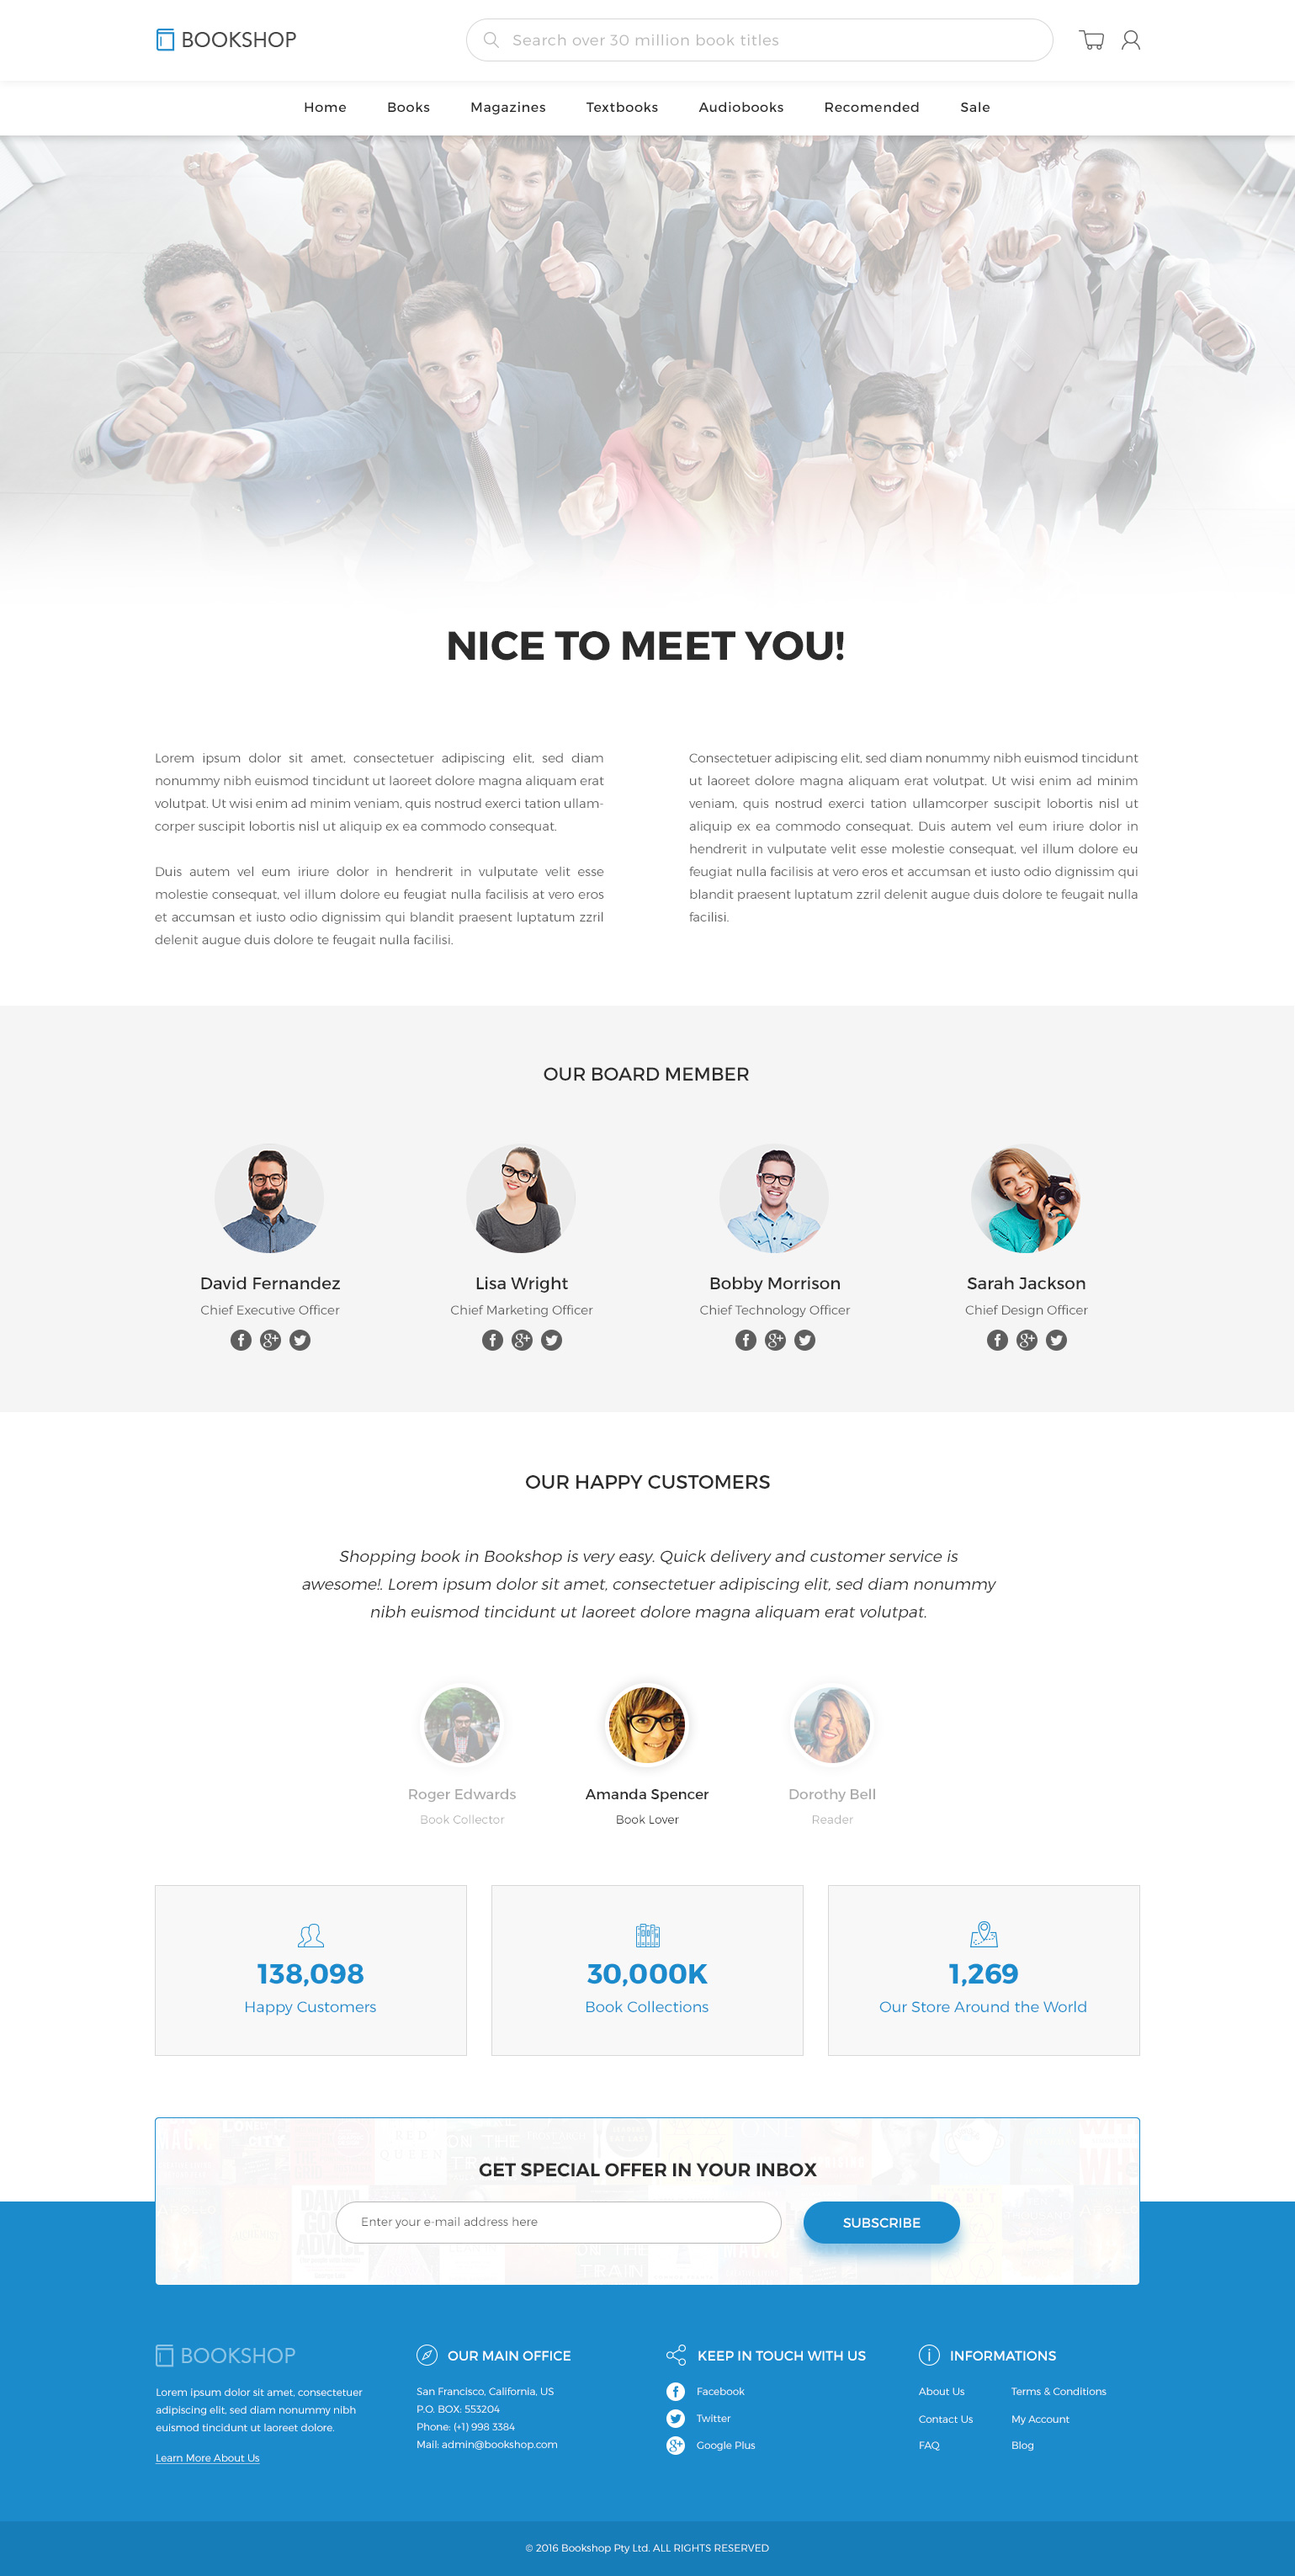 BOOKSHOP
Search over 30 million book titles
Home Books Magazines Textbooks Audiobooks Recomended Sale
NICE TO MEET YOU!
Lorem ipsum dolor sit amet, consectetuer adipiscing elit, sed diam
nonummy nibh euismod tincidunt ut laoreet dolore magna aliquam erat
volutpat. Ut wisi enim ad minim veniam, quis nostrud exerci tation ullam-
corper suscipit lobortis nisl ut aliquip ex ea commodo consequat.
Duis autem vel eum iriure dolor in hendrerit in vulputate velit esse
molestie consequat, vel illum dolore eu feugiat nulla facilisis at vero eros
et accumsan et iusto odio dignissim qui blandit praesent luptatum zzril
delenit augue duis dolore te feugait nulla facilisi.
Consectetuer adipiscing elit, sed diam nonummy nibh euismod tincidunt
ut laoreet dolore magna aliquam erat volutpat. Ut wisi enim ad minim
veniam, quis nostrud exerci tation ullamcorper suscipit lobortis nisl ut
aliquip ex ea commodo consequat. Duis autem vel eum iriure dolor in
hendrerit in vulputate velit esse molestie consequat, vel illum dolore eu
feugiat nulla facilisis at vero eros et accumsan et iusto odio dignissim qui
blandit praesent luptatum zzril delenit augue duis dolore te feugait nulla
facilisi.
OUR BOARD MEMBER
David Fernandez
Chief Executive Officer
Lisa Wright
Chief Marketing Officer
Bobby Morrison
Chief Technology Officer
Sarah Jackson
Chief Design Officer
OUR HAPPY CUSTOMERS
Shopping book in Bookshop is very easy. Quick delivery and customer service is
awesome!. Lorem ipsum dolor sit amet, consectetuer adipiscing elit, sed diam nonummy
nibh euismod tincidunt ut laoreet dolore magna aliquam erat volutpat.
Roger Edwards
Book Collector
Amanda Spencer
Book Lover
Dorothy Bell
Reader
138,098
Happy Customers
30,000K
Book Collections
1,269
Our Store Around the World
GET SPECIAL OFFER IN YOUR INBOX
Enter your e-mail address here
SUBSCRIBE
BOOKSHOP
Lorem ipsum dolor sit amet, consectetuer
adipiscing elit, sed diam nonummy nibh
euismod tincidunt ut laoreet dolore.
Learn More About Us
OUR MAIN OFFICE
San Francisco, California, US
P.O. BOX: 553204
Phone: (+1) 998 3384
Mail: admin@bookshop.com
KEEP IN TOUCH WITH US
Facebook
Twitter
Google Plus
INFORMATIONS
About Us
Contact Us
FAQ
Terms & Conditions
My Account
Blog
© 2016 Bookshop Pty Ltd. ALL RIGHTS RESERVED